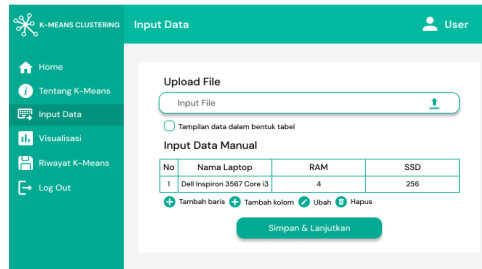 K-MEANS CLUSTERING
Input Data
User
Home
Tentang K-Means
Input Data
Visualisasi
Riwayat K-Means
Log Out
Upload File
Input File
Tampilan data dalam bentuk tabel
Input Data Manual
No Nama Laptop RAM SSD
1 Dell Inspiron 3567 Core i3 4 256
Tambah baris Tambah kolom Ubah Hapus
Simpan & Lanjutkan